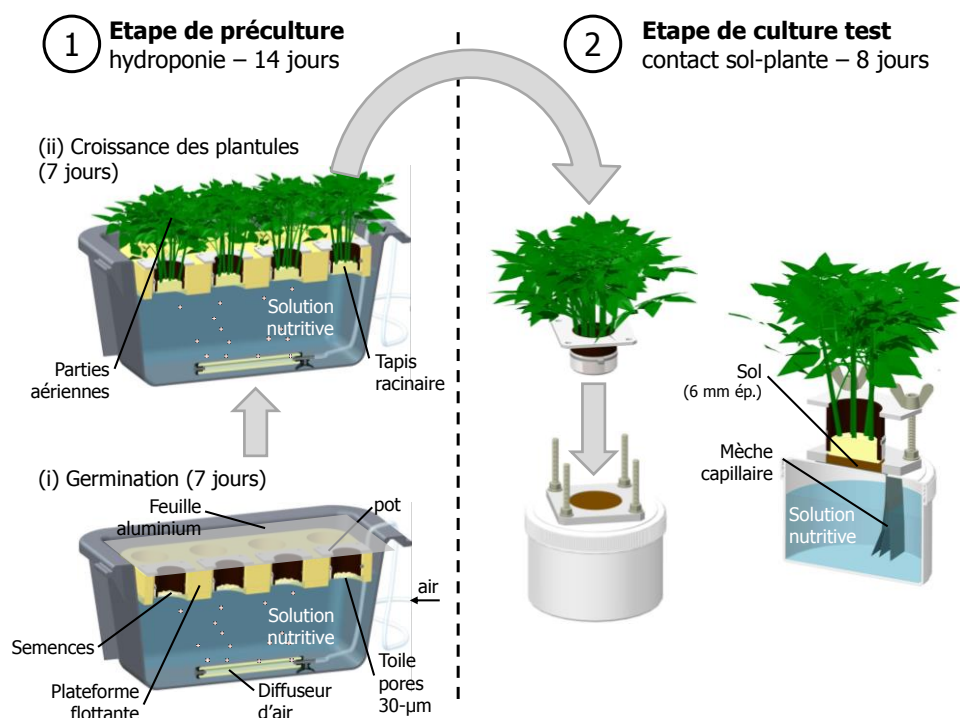 1
Etape de préculture
hydroponie – 14 jours
2
Etape de culture test
contact sol-plante – 8 jours
(ii) Croissance des plantules
(7 jours)
Solution
nutritive
Parties
aériennes
Tapis
racinaire
(i) Germination (7 jours)
Feuille
aluminium
pot
air
Solution
nutritive
Semences
Plateforme
flottante
Diffuseur
d'air
Toile
pores
30-µm
Sol
(6 mm ép.)
Mèche
capillaire
Solution
nutritive